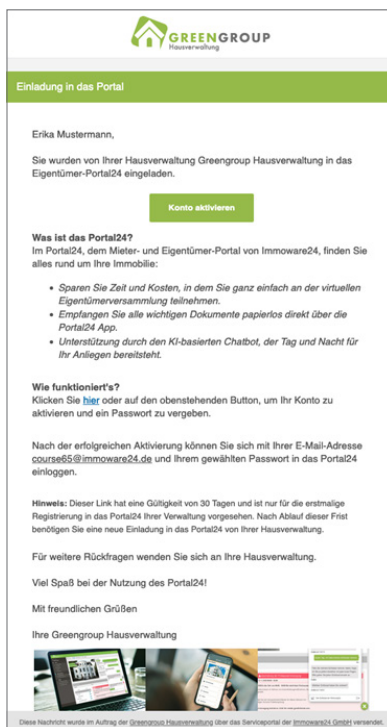 GREENGROUP
Hausverwaltung
Einladung in das Portal
Erika Mustermann,
Sie wurden von Ihrer Hausverwaltung Greengroup Hausverwaltung in das
Eigentümer-Portal24 eingeladen.
Konto aktivieren
Was ist das Portal24?
Im Portal24, dem Mieter- und Eigentümer-Portal von Immoware24, finden Sie
alles rund um Ihre Immobilie:
• Sparen Sie Zeit und Kosten, in dem Sie ganz einfach an der virtuellen
Eigentümerversammlung teilnehmen.
• Empfangen Sie alle wichtigen Dokumente papierlos direkt über die
Portal24 App.
• Unterstützung durch den KI-basierten Chatbot, der Tag und Nacht für
Ihr Anliegen bereitsteht.
Wie funktioniert's?
Klicken Sie hier oder auf den obenstehenden Button, um Ihr Konto zu
aktivieren und ein Passwort zu vergeben.
Nach der erfolgreichen Aktivierung können Sie sich mit Ihrer E-Mail-Adresse
course65@immoware24.de und Ihrem gewählten Passwort in das Portal24
einloggen.
Hinweis: Dieser Link hat eine Gültigkeit von 30 Tagen und ist nur für die erstmalige
Registrierung in das Portal24 Ihrer Verwaltung vorgesehen. Nach Ablauf dieser Frist
benötigen Sie eine neue Einladung in das Portal24 von Ihrer Hausverwaltung.
Für weitere Rückfragen wenden Sie sich an Ihre Hausverwaltung.
Viel Spaß bei der Nutzung des Portal24!
Mit freundlichen Grüßen
Ihre Greengroup Hausverwaltung
Diese Nachricht wurde im Auftrag der Greengroup Hausverwaltung über das Serviceportal der Immoware24 GmbH versendet.